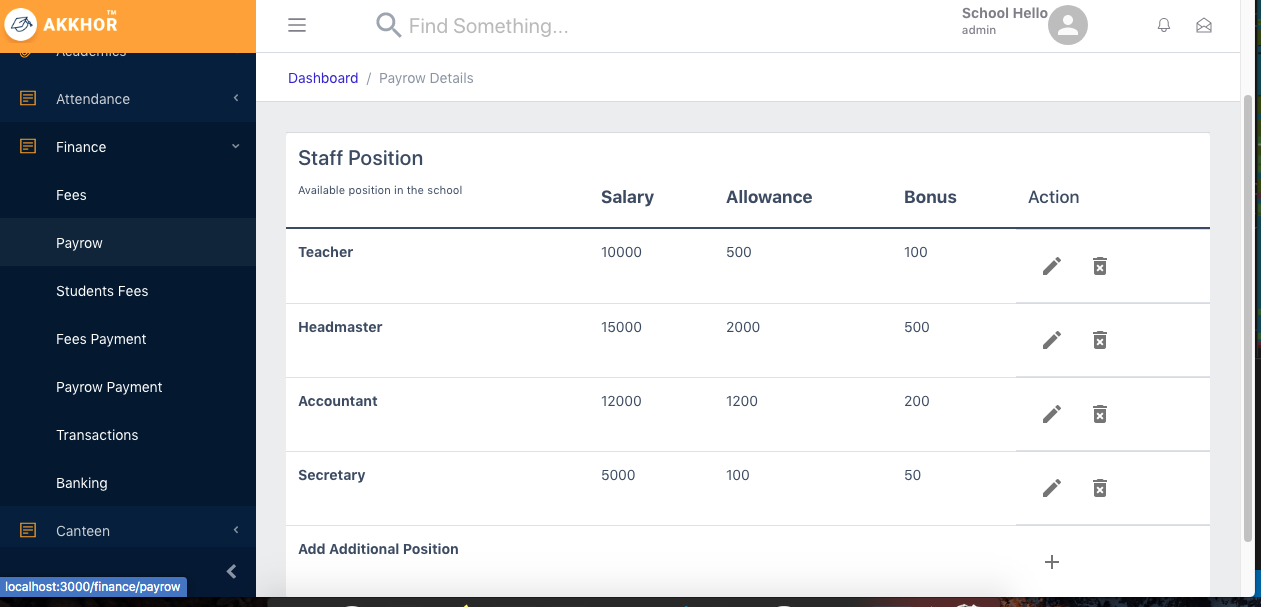 AKKHOR™
Find Something...
School Hello
admin
Academics
Dashboard / Payrow Details
Attendance
Finance
Fees
Payrow
Students Fees
Fees Payment
Payrow Payment
Transactions
Banking
Canteen
Staff Position
Available position in the school
Salary Allowance Bonus Action
Teacher 10000 500 100
Headmaster 15000 2000 500
Accountant 12000 1200 200
Secretary 5000 100 50
Add Additional Position
localhost:3000/finance/payrow